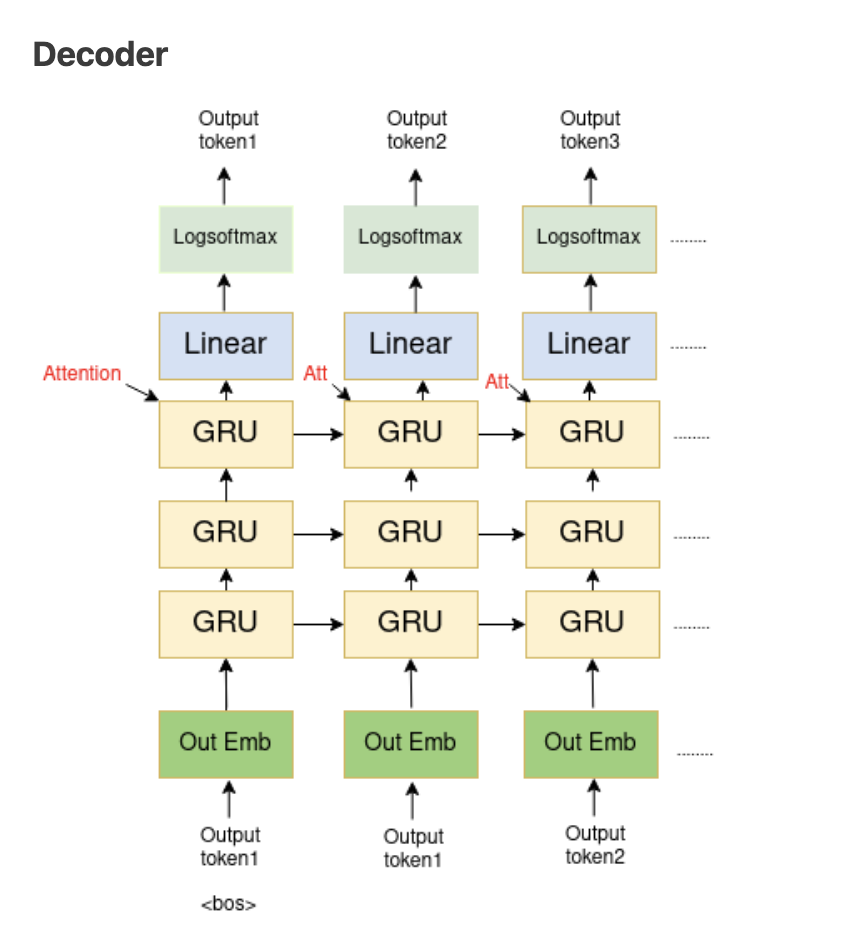 Decoder
Output Output Output
token1 token2 token3
Logsoftmax Logsoftmax Logsoftmax ........
Linear Linear Linear ........
Attention Att Att
GRU GRU GRU ........
GRU GRU GRU ........
GRU GRU GRU ........
Out Emb Out Emb Out Emb ........
Output Output Output
token1 token1 token2
<bos>